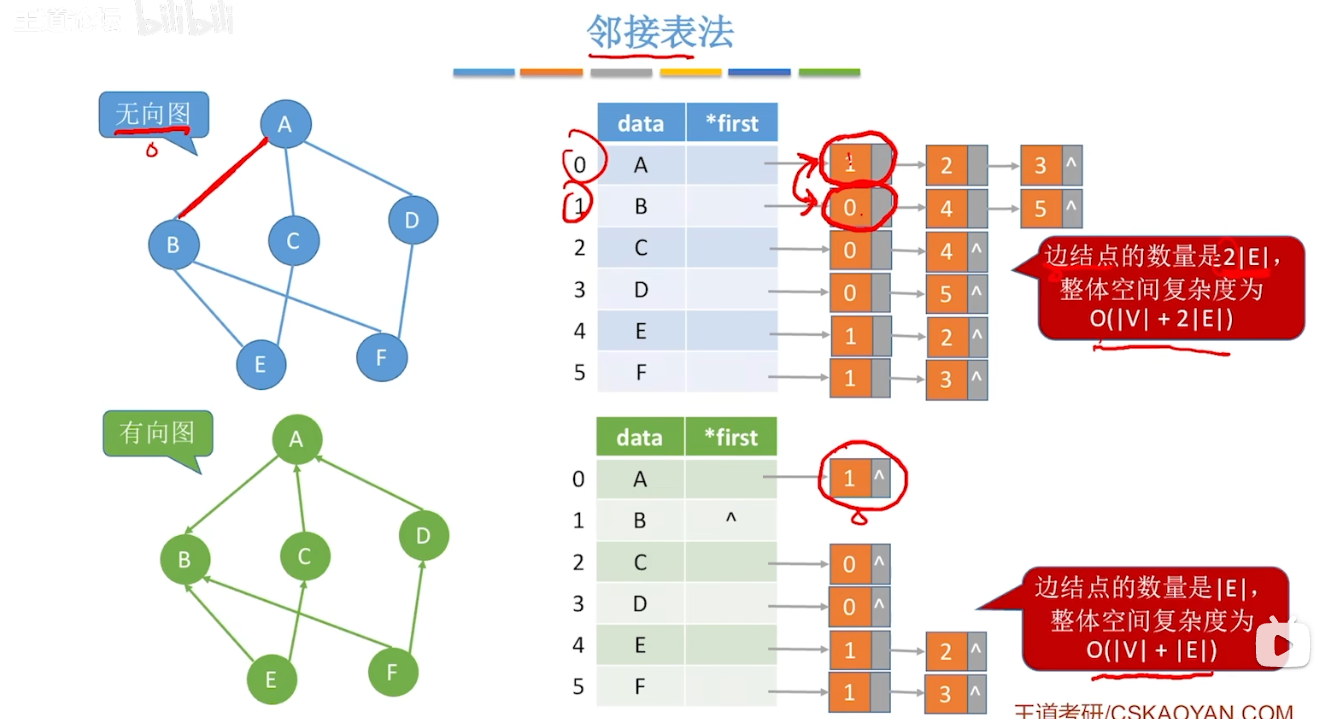 bilibili
邻接表法
无向图
A
B
C
D
E
F
data *first
0 A 1 2 3 ^
1 B 0 4 5 ^
2 C 0 4 ^
3 D 0 5 ^
4 E 1 2 ^
5 F 1 3 ^
边结点的数量是2|E|,
整体空间复杂度为
O(|V| + 2|E|)
有向图
A
B
C
D
E
F
data *first
0 A 1 ^
1 B ^
2 C 0 ^
3 D 0 ^
4 E 1 2 ^
5 F 1 3 ^
边结点的数量是|E|,
整体空间复杂度为
O(|V| + |E|)
王道考研/CSKAOYAN.COM